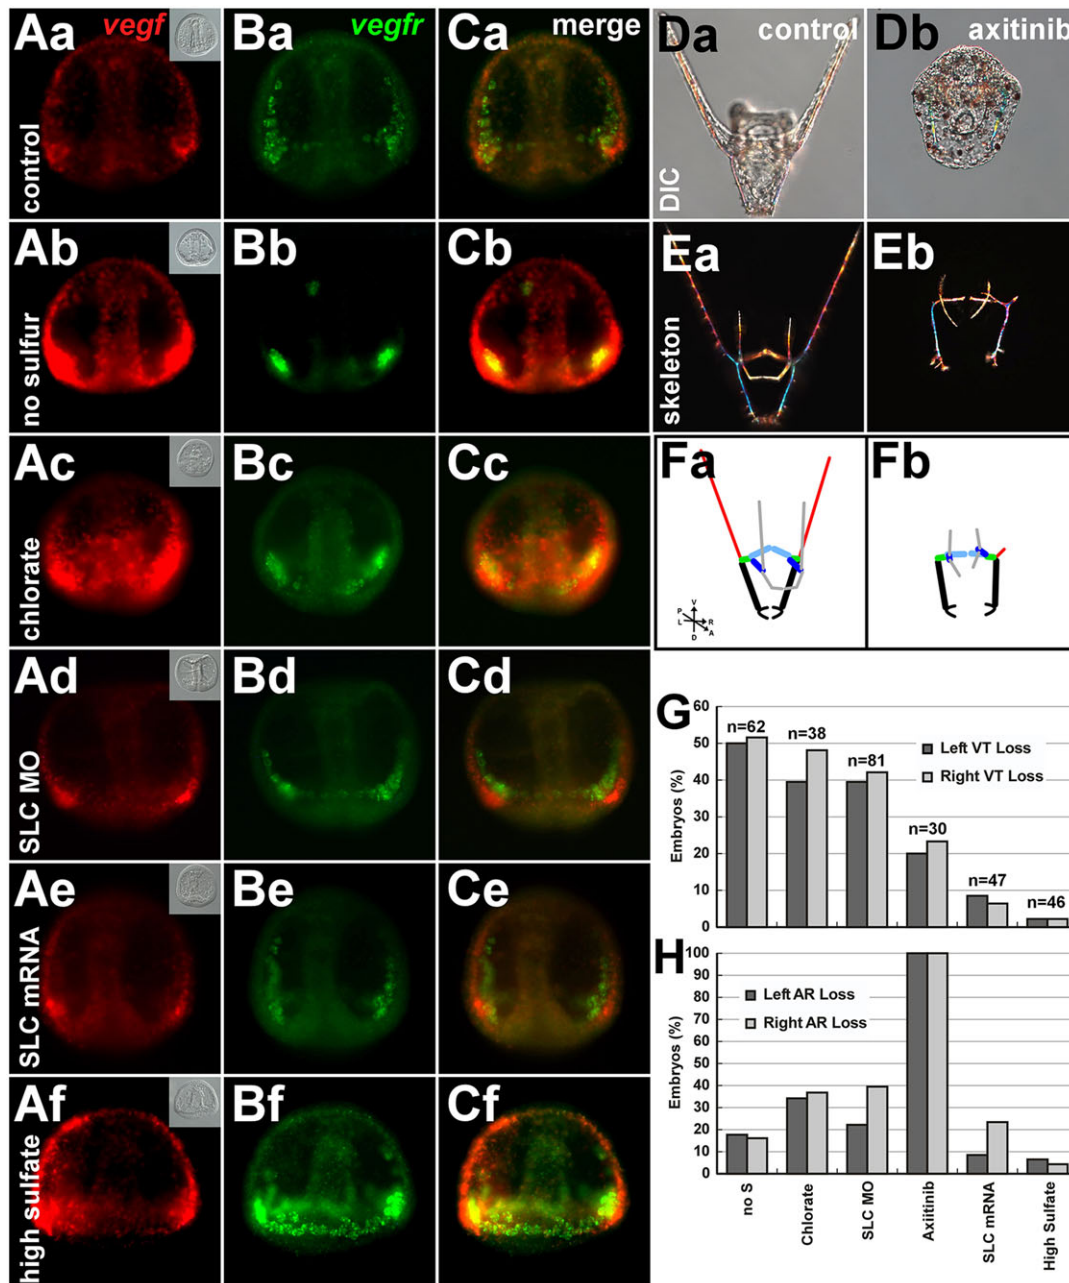 Aa
vegf
Ba
vegfr
Ca
merge
Da
control
Db
axitinib
control
DIC
Ab
Bb
Cb
Ea
Eb
no sulfur
skeleton
Ac
Bc
Cc
Fa
Fb
chlorate
V
P
L
R
A
D
Ad
Bd
Cd
SLC MO
G
60
50
40
30
20
10
0
Embryos (%)
n=62
n=38
n=81
n=30
n=47
n=46
Left VT Loss
Right VT Loss
Ae
Be
Ce
SLC mRNA
H
100
90
80
70
60
50
40
30
20
10
0
Embryos (%)
Left AR Loss
Right AR Loss
Af
Bf
Cf
high sulfate
no S
Chlorate
SLC MO
Axiitinib
SLC mRNA
High Sulfate